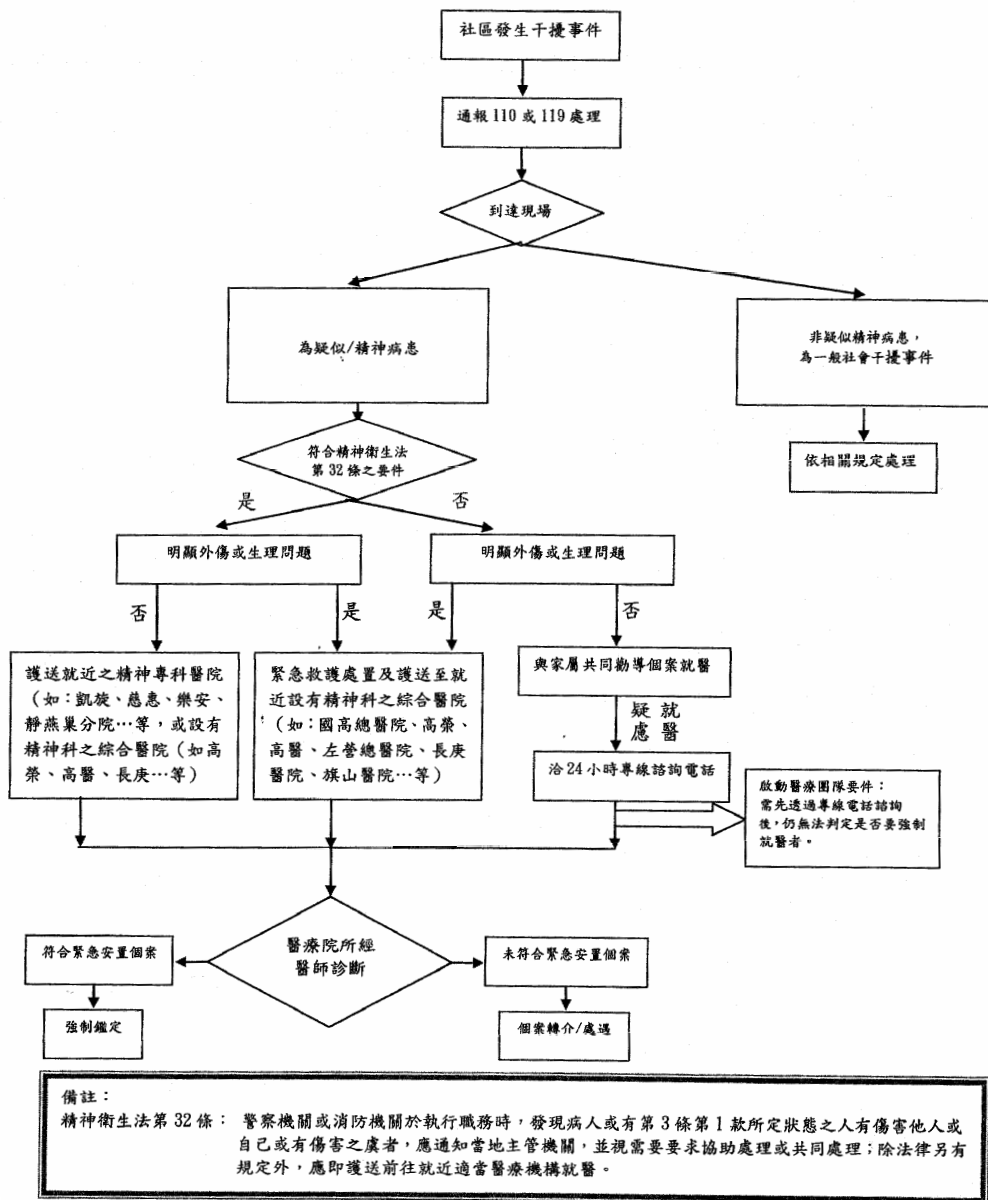 社區發生干擾事件
通報 110 或 119 處理
到達現場
為疑似/精神病患
非疑似精神病患，
為一般社會干擾事件
符合精神衛生法
第 32 條之要件
依相關規定處理
是
否
明顯外傷或生理問題
明顯外傷或生理問題
否
是
是
否
護送就近之精神專科醫院
（如：凱旋、慈惠、樂安、
靜燕巢分院…等，或設有
精神科之綜合醫院（如高
榮、高醫、長庚…等）
緊急救護處置及護送至就
近設有精神科之綜合醫院
（如：國高總醫院、高榮、
高醫、左營總醫院、長庚
醫院、旗山醫院…等）
與家屬共同勸導個案就醫
疑 就
慮 醫
洽 24 小時專線諮詢電話
啟動醫療團隊要件：
需先透過專線電話諮詢
後，仍無法判定是否要強制
就醫者。
醫療院所經
醫師診斷
符合緊急安置個案
未符合緊急安置個案
強制鑑定
個案轉介/處遇
備註：
精神衛生法第 32 條： 警察機關或消防機關於執行職務時，發現病人或有第 3 條第 1 款所定狀態之人有傷害他人或
自己或有傷害之虞者，應通知當地主管機關，並視需要要求協助處理或共同處理；除法律另有
規定外，應即護送前往就近適當醫療機構就醫。